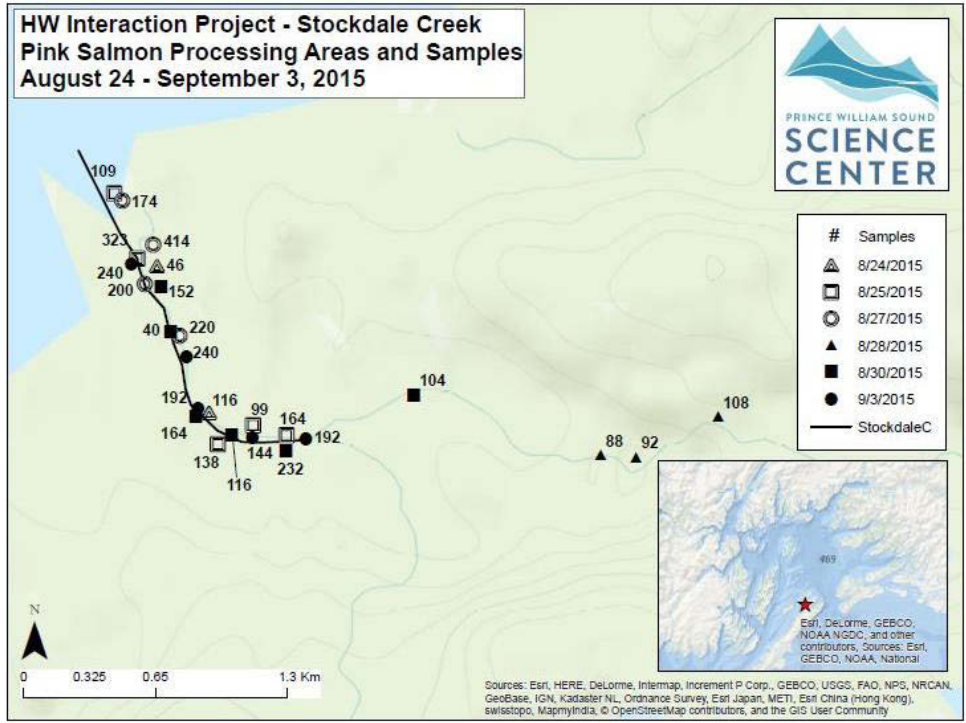 HW Interaction Project - Stockdale Creek
Pink Salmon Processing Areas and Samples
August 24 - September 3, 2015
PRINCE WILLIAM SOUND
SCIENCE
CENTER
109
174
323
414
240
46
200
152
40
220
240
192
116
164
99
164
138
144
192
116
232
104
88
92
108
# Samples
8/24/2015
8/25/2015
8/27/2015
8/28/2015
8/30/2015
9/3/2015
StockdaleC
469
Esri, DeLorme, GEBCO,
NOAA NGDC, and other
contributors, Sources: Esri,
GEBCO, NOAA, National
N
0 0.325 0.65 1.3 Km
Sources: Esri, HERE, DeLorme, Intermap, increment P Corp., GEBCO, USGS, FAO, NPS, NRCAN,
GeoBase, IGN, Kadaster NL, Ordnance Survey, Esri Japan, METI, Esri China (Hong Kong),
swisstopo, MapmyIndia, © OpenStreetMap contributors, and the GIS User Community